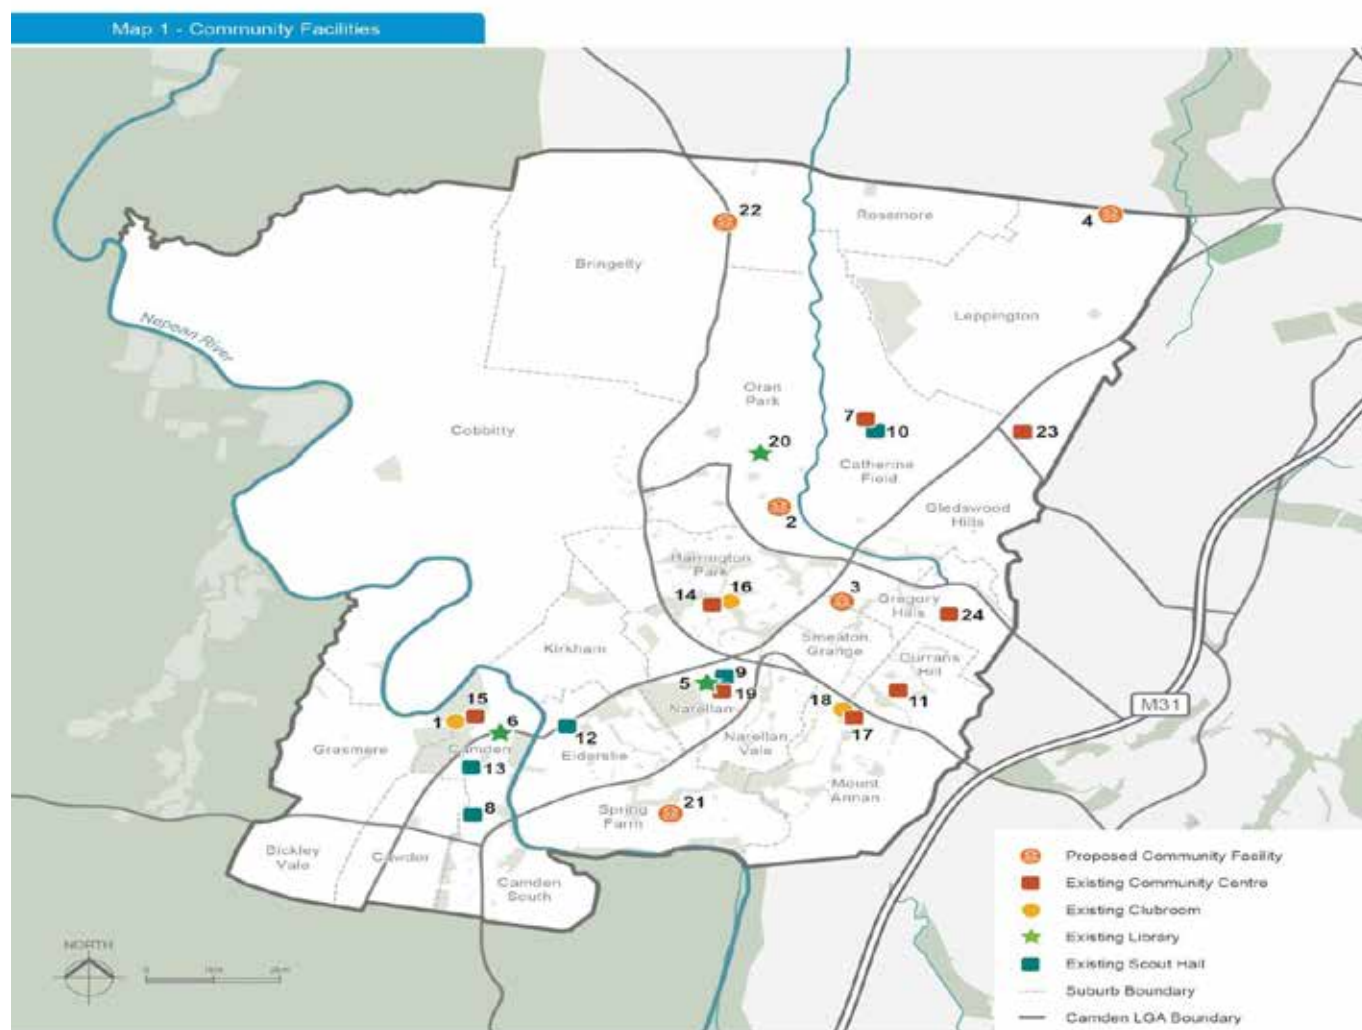 Map 1 - Community Facilities
22
Rossmore
4
Bringelly
Leppington
Nepean River
Oran
Park
7
10
23
Cobbitty
20
Catherine
Field
2
Gledswood
Hills
Harrington
Park
14
16
3
Gregory
Hills
24
Kirkham
Smeaton
Grange
Currans
Hill
9
5
19
Narellan
11
15
1
6
18
17
Grasmere
Camden
12
Elderslie
Narellan
Vale
13
Mount
Annan
M31
8
21
Spring
Farm
Bickley
Vale
Cawdor
Camden
South
Proposed Community Facility
Existing Community Centre
Existing Clubroom
Existing Library
Existing Scout Hall
Suburb Boundary
Camden LGA Boundary
NORTH
0